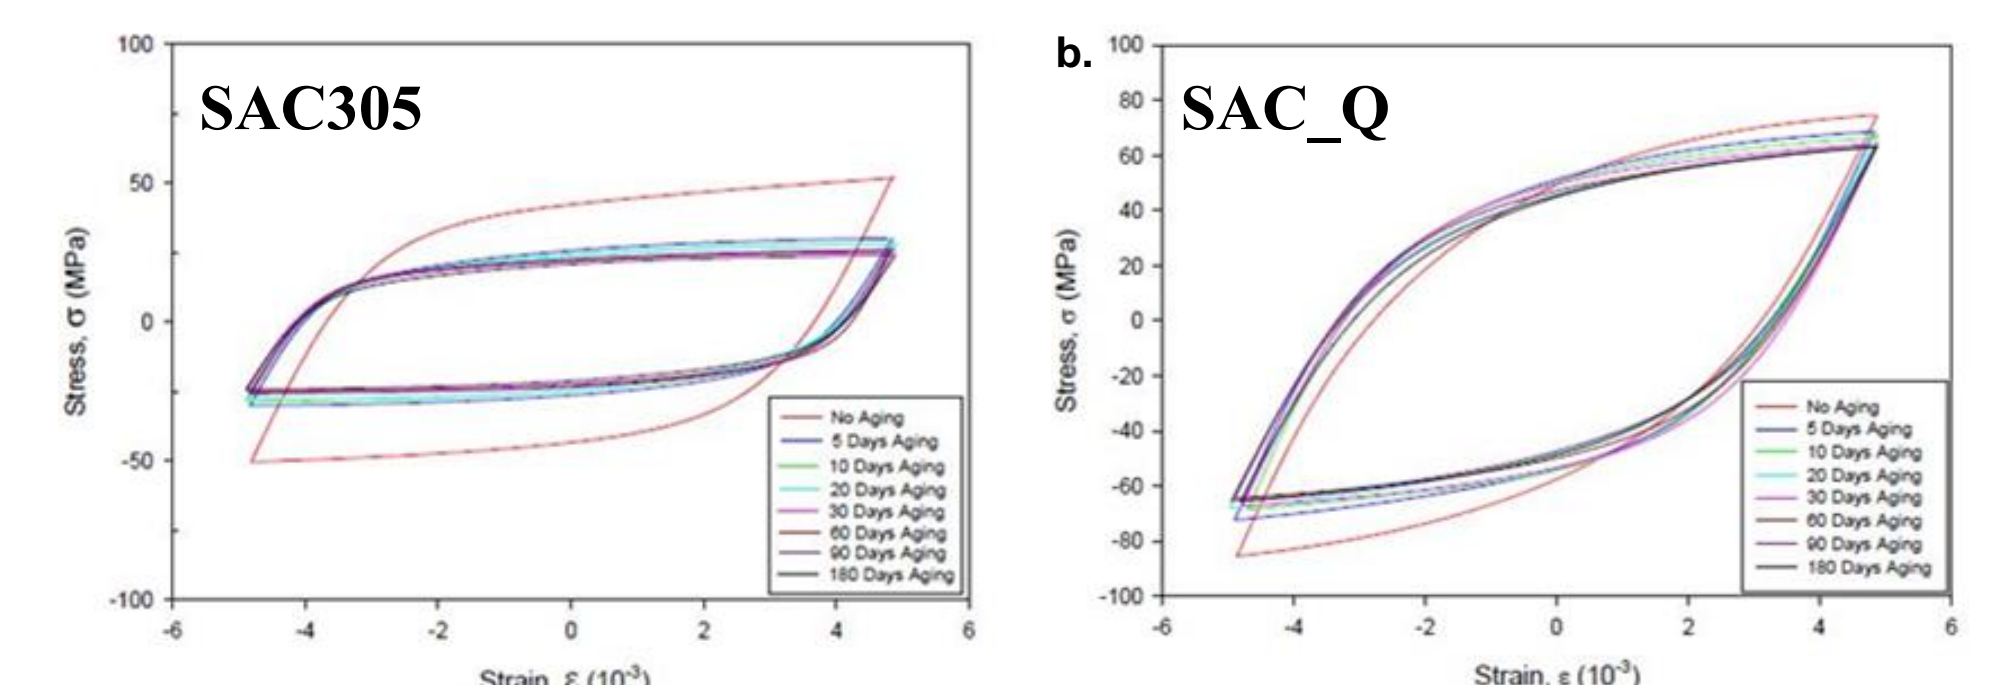 SAC305
100
50
0
-50
-100
Stress, σ (MPa)
-6 -4 -2 0 2 4 6
Strain, ε (10-3)
No Aging
5 Days Aging
10 Days Aging
20 Days Aging
30 Days Aging
60 Days Aging
90 Days Aging
180 Days Aging
b.
SAC_Q
100
80
60
40
20
0
-20
-40
-60
-80
-100
Stress, σ (MPa)
-6 -4 -2 0 2 4 6
Strain, ε (10-3)
No Aging
5 Days Aging
10 Days Aging
20 Days Aging
30 Days Aging
60 Days Aging
90 Days Aging
180 Days Aging